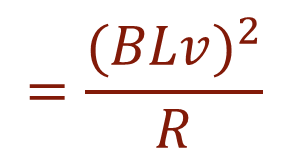 = (BLv)² / R